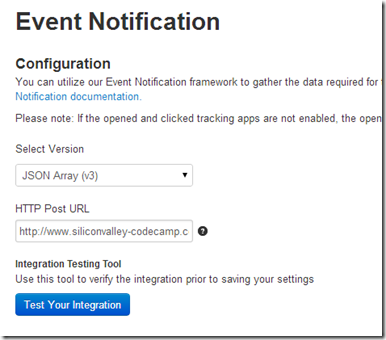 Event Notification
Configuration
You can utilize our Event Notification framework to gather the data required for
Notification documentation.
Please note: If the opened and clicked tracking apps are not enabled, the open
Select Version
JSON Array (v3)
HTTP Post URL
http://www.siliconvalley-codecamp.c
Integration Testing Tool
Use this tool to verify the integration prior to saving your settings
Test Your Integration